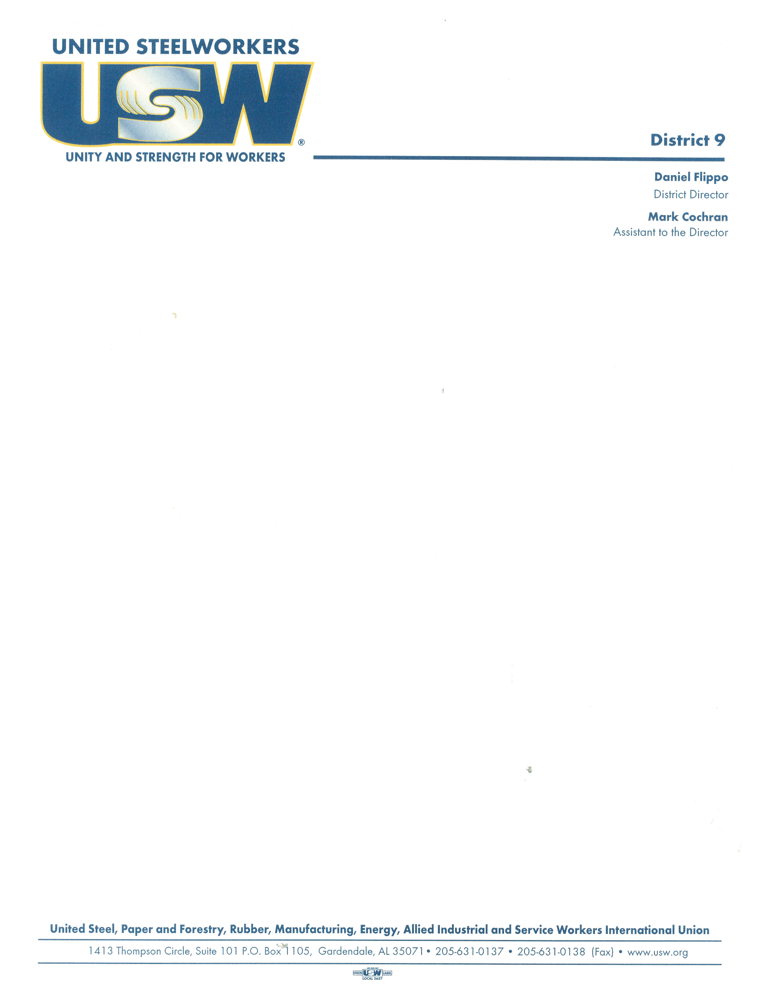 UNITED STEELWORKERS
USW
®
UNITY AND STRENGTH FOR WORKERS
District 9
Daniel Flippo
District Director
Mark Cochran
Assistant to the Director
United Steel, Paper and Forestry, Rubber, Manufacturing, Energy, Allied Industrial and Service Workers International Union
1413 Thompson Circle, Suite 101 P.O. Box 1105, Gardendale, AL 35071 • 205-631-0137 • 205-631-0138 (Fax) • www.usw.org
AFL-CIO-CLC
UNION USW LABEL
LOCAL 3657